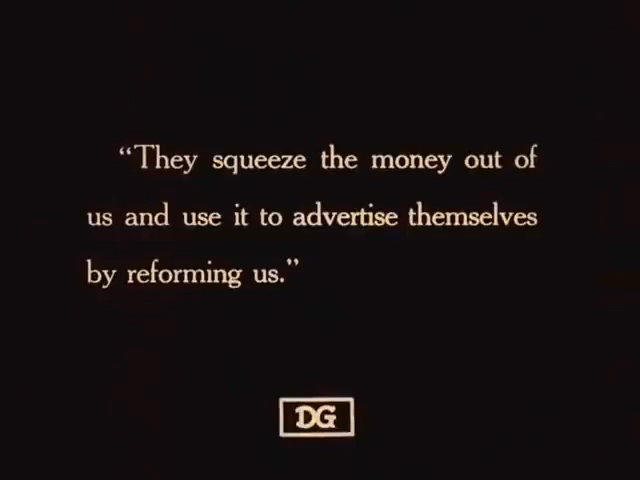 “They squeeze the money out of
us and use it to advertise themselves
by reforming us.”
DG